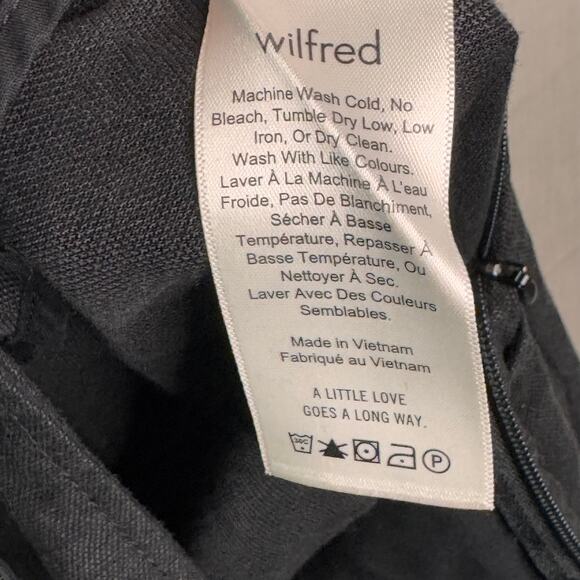 wilfred
Machine Wash Cold, No
Bleach, Tumble Dry Low, Low
Iron, Or Dry Clean.
Wash With Like Colours.
Laver À La Machine À L'eau
Froide, Pas De Blanchiment,
Sécher À Basse
Température, Repasser À
Basse Température, Ou
Nettoyer À Sec.
Laver Avec Des Couleurs
Semblables.
Made in Vietnam
Fabriqué au Vietnam
A LITTLE LOVE
GOES A LONG WAY.
30C P